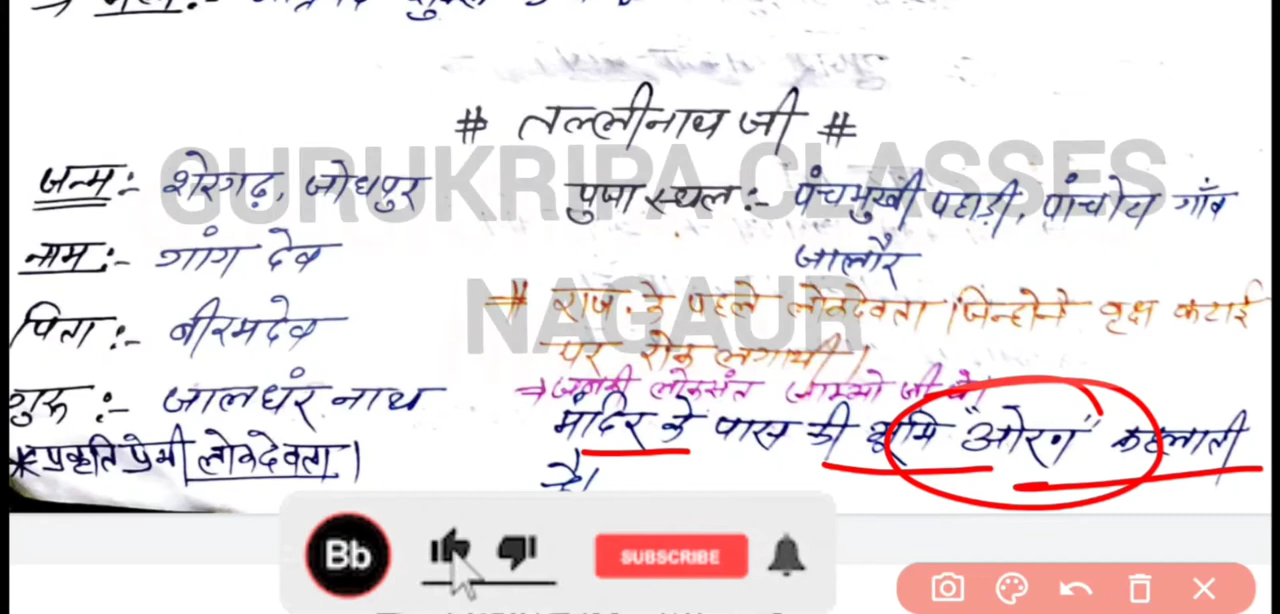 # तल्लीनाथ जी #
जन्म :- शेरगढ़, जोधपुर
नाम :- गांग देव
पिता :- बीरमदेव
गुरु :- जालधंर नाथ
* प्रकृति प्रेमी लोकदेवता।
पुजा स्थल :- पंचमुखी पहाड़ी, पांचोटा गाँव
जालौर
# राज. के पहले लोकदेवता जिन्होने वृक्ष कटाई
पर रोक लगायी।
→ जबकी लोकसंत जाम्भो जी थे।
मंदिर के पास की भूमि "ओरण" कहलाती
है।
GURUKRIPA CLASSES
NAGAUR
Bb
SUBSCRIBE